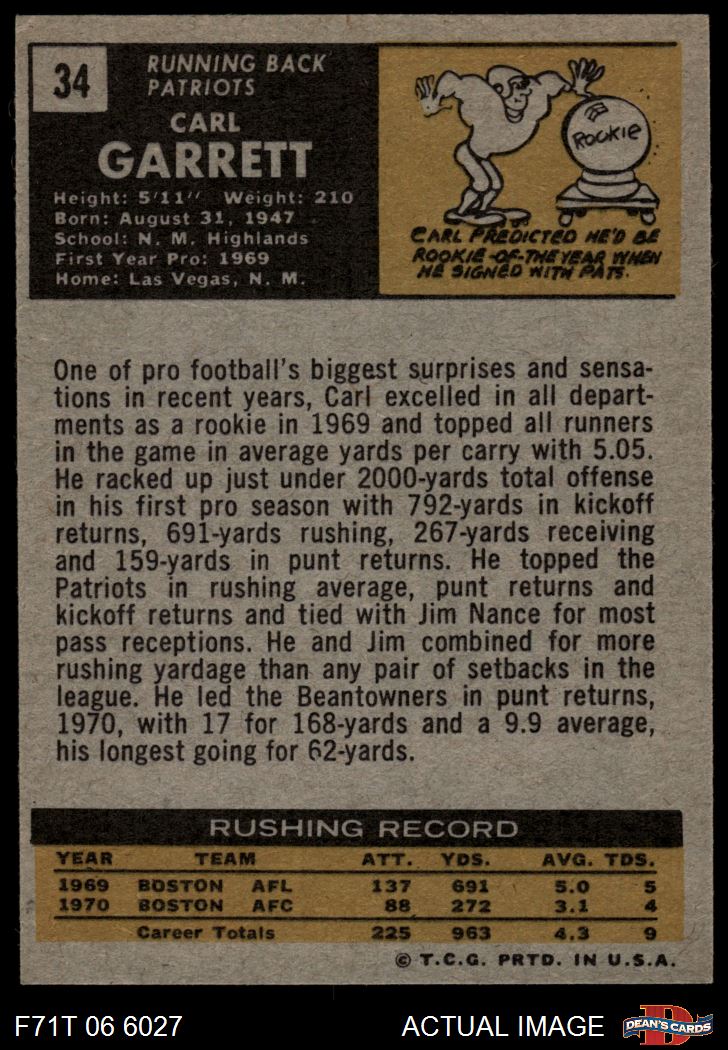 34
RUNNING BACK
PATRIOTS
CARL
GARRETT
Height: 5'11" Weight: 210
Born: August 31, 1947
School: N. M. Highlands
First Year Pro: 1969
Home: Las Vegas, N. M.
ROOKIE
CARL PREDICTED HE'D BE
ROOKIE-OF-THE YEAR WHEN
HE SIGNED WITH PATS.
One of pro football's biggest surprises and sensa-
tions in recent years, Carl excelled in all depart-
ments as a rookie in 1969 and topped all runners
in the game in average yards per carry with 5.05.
He racked up just under 2000-yards total offense
in his first pro season with 792-yards in kickoff
returns, 691-yards rushing, 267-yards receiving
and 159-yards in punt returns. He topped the
Patriots in rushing average, punt returns and
kickoff returns and tied with Jim Nance for most
pass receptions. He and Jim combined for more
rushing yardage than any pair of setbacks in the
league. He led the Beantowners in punt returns,
1970, with 17 for 168-yards and a 9.9 average,
his longest going for 62-yards.
RUSHING RECORD
YEAR TEAM ATT. YDS. AVG. TDS.
1969 BOSTON AFL 137 691 5.0 5
1970 BOSTON AFC 88 272 3.1 4
Career Totals 225 963 4.3 9
© T.C.G. PRTD. IN U.S.A.
F71T 06 6027 ACTUAL IMAGE
D DEAN'S CARDS